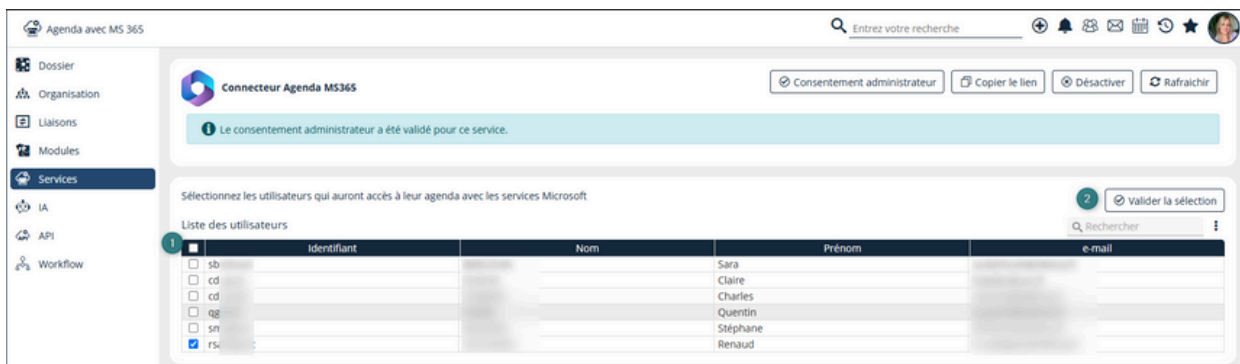 Agenda avec MS 365
Entrez votre recherche
Dossier
Organisation
Liaisons
Modules
Services
IA
API
Workflow
Connecteur Agenda MS365
Consentement administrateur
Copier le lien
Désactiver
Rafraichir
Le consentement administrateur a été validé pour ce service.
Sélectionnez les utilisateurs qui auront accès à leur agenda avec les services Microsoft
2
Valider la sélection
Liste des utilisateurs
Rechercher
1
Identifiant Nom Prénom e-mail
sb Sara
cd Claire
cd Charles
qg Quentin
sm Stéphane
rs Renaud